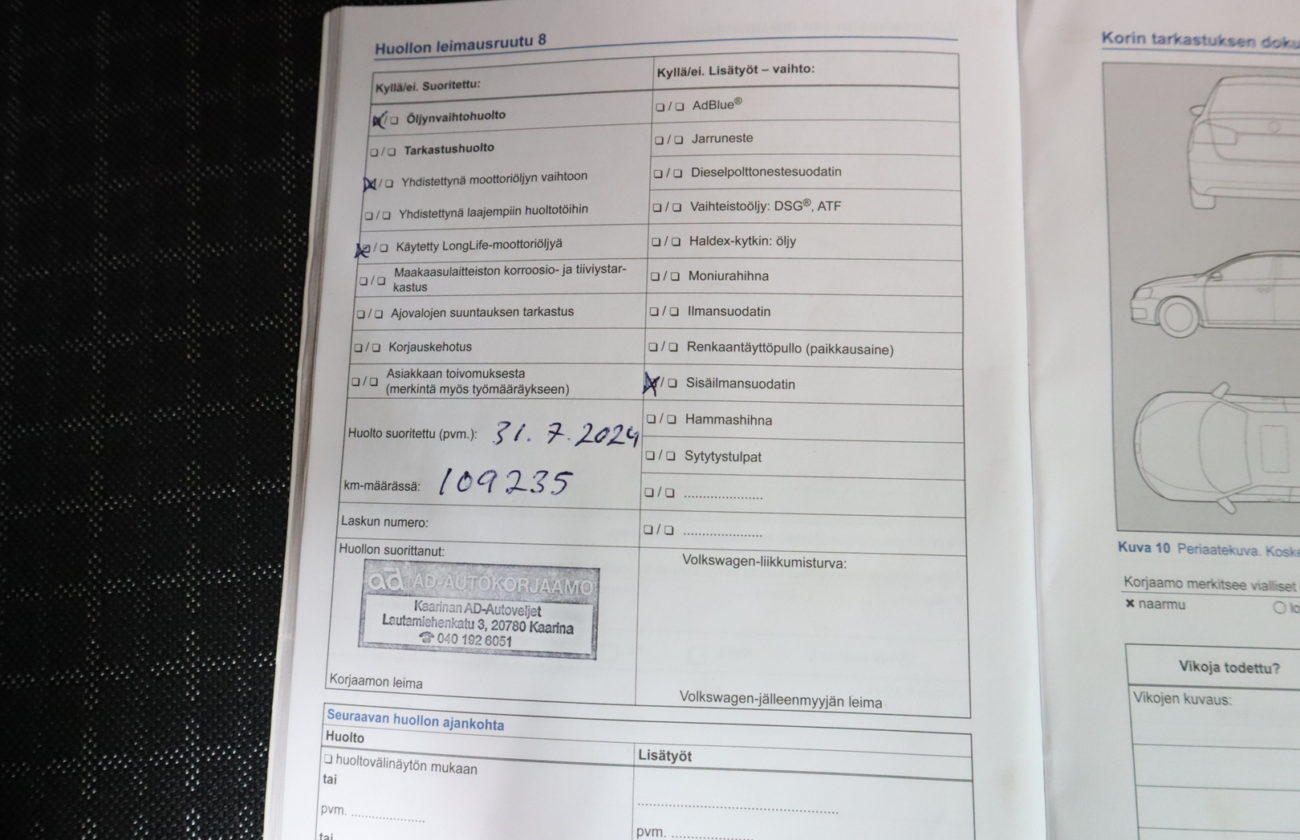 Huollon leimausruutu 8
Kyllä/ei. Suoritettu:
☒/☐ Öljynvaihtohuolto
☐/☐ Tarkastushuolto
☒/☐ Yhdistettynä moottoriöljyn vaihtoon
☐/☐ Yhdistettynä laajempiin huoltotöihin
☒/☐ Käytetty LongLife-moottoriöljyä
☐/☐ Maakaasulaitteiston korroosio- ja tiiviystar-
kastus
☐/☐ Ajovalojen suuntauksen tarkastus
☐/☐ Korjauskehotus
☐/☐ Asiakkaan toivomuksesta
(merkintä myös työmääräykseen)
Huolto suoritettu (pvm.): 31.7.2024
km-määrässä: 109235
Laskun numero:
Huollon suorittanut:
ad AD-AUTOKORJAAMO
Kaarinan AD-Autoveljet
Lautamiehenkatu 3, 20780 Kaarina
☎ 040 192 6051
Korjaamon leima
Kyllä/ei. Lisätyöt – vaihto:
☐/☐ AdBlue®
☐/☐ Jarruneste
☐/☐ Dieselpolttonestesuodatin
☐/☐ Vaihteistoöljy: DSG®, ATF
☐/☐ Haldex-kytkin: öljy
☐/☐ Moniurahihna
☐/☐ Ilmansuodatin
☐/☐ Renkaantäyttöpullo (paikkausaine)
☒/☐ Sisäilmansuodatin
☐/☐ Hammashihna
☐/☐ Sytytystulpat
☐/☐ .....................
☐/☐ .....................
Volkswagen-liikkumisturva:
Volkswagen-jälleenmyyjän leima
Seuraavan huollon ajankohta
Huolto
☐ huoltovälinäytön mukaan
tai
pvm. ...................
tai
Lisätyöt
.....................................................
pvm. .....................
Korin tarkastuksen
Kuva 10 Periaatekuva.
Korjaamo merkitsee vialliset
✖ naarmu
Vikoja todettu?
Vikojen kuvaus: